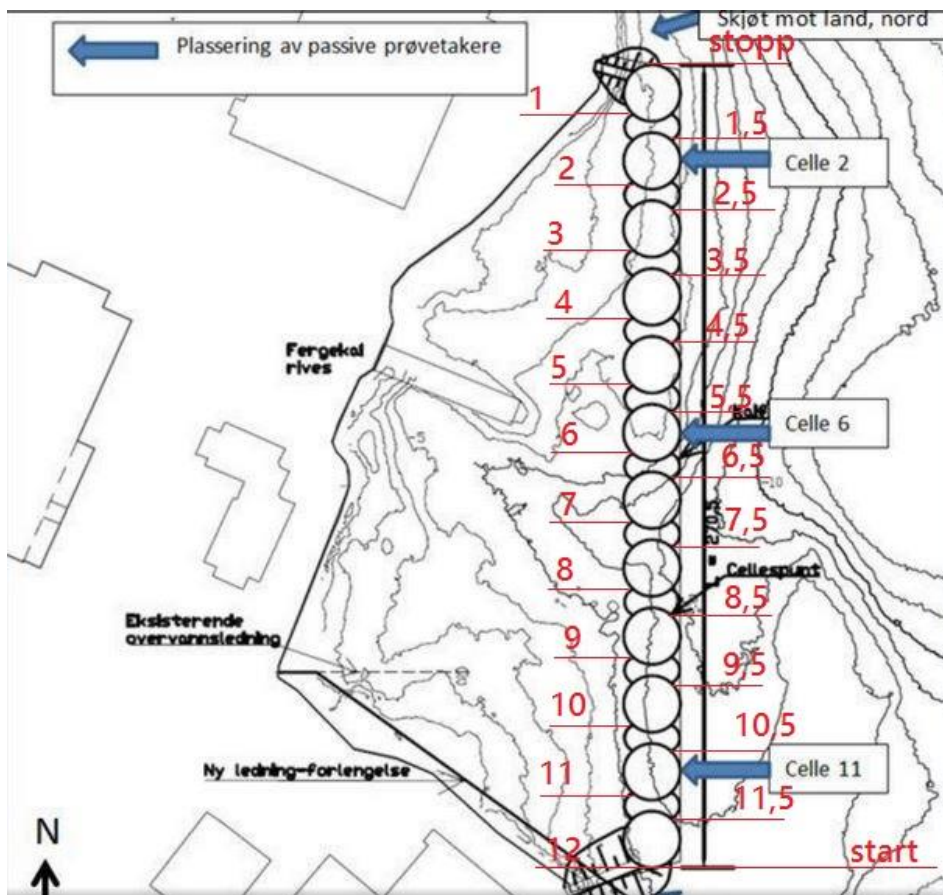 Plassering av passive prøvetakere
Skjøt mot land, nord
stopp
1
1,5
Celle 2
2
2,5
3
3,5
4
4,5
Fergekai
rives
5
5,5
Celle 6
6
6,5
-5
-10
7
7,5
8
Cellespunt
8,5
Eksisterende
overvannsledning
9
9,5
10
10,5
Ny ledning-forlengelse
11
Celle 11
11,5
N
12
start